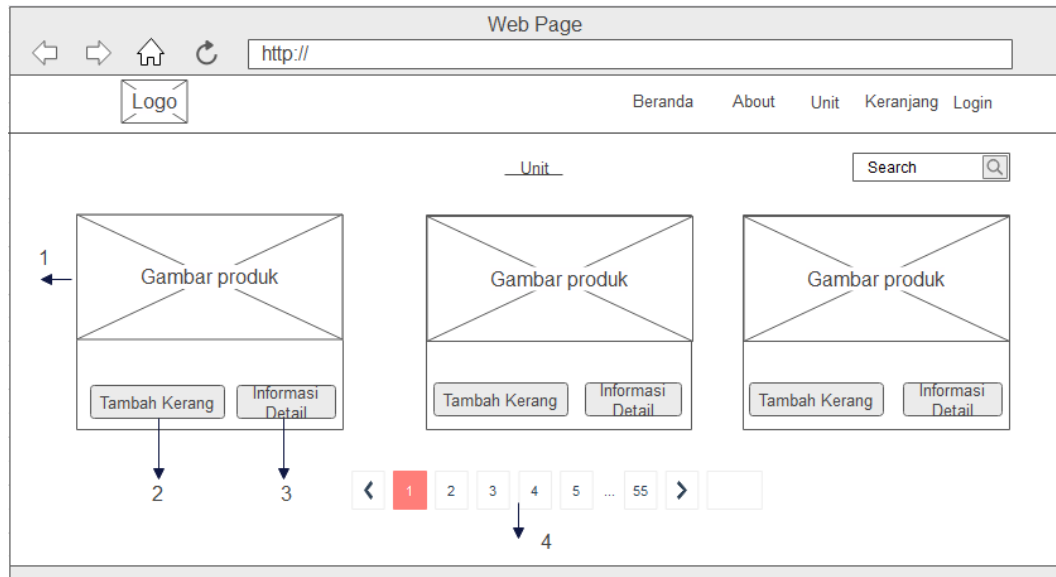 Web Page
http://
Logo
Beranda About Unit Keranjang Login
Unit
Search
1
Gambar produk Gambar produk Gambar produk
Tambah Kerang Informasi Detail Tambah Kerang Informasi Detail Tambah Kerang Informasi Detail
2 3
1 2 3 4 5 ... 55
4